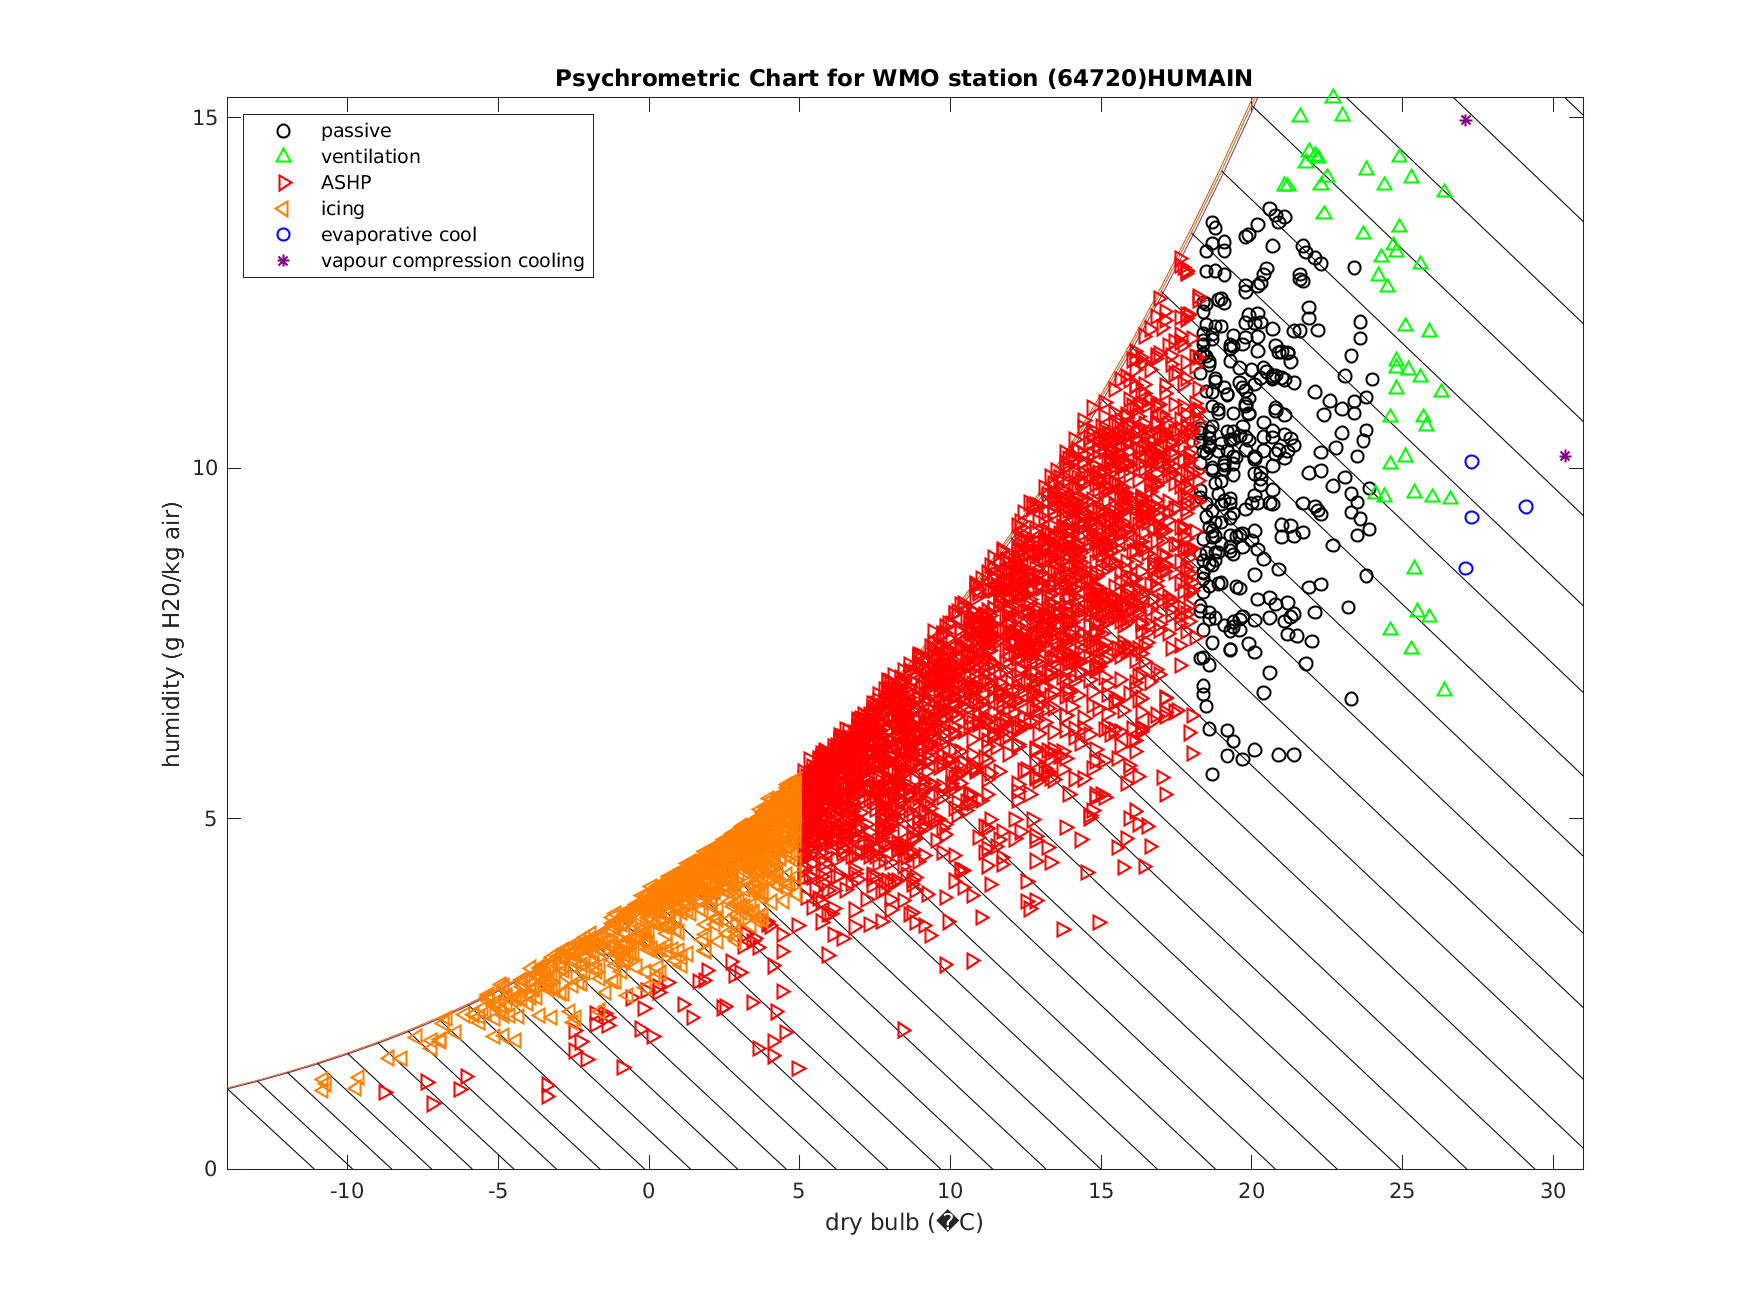 Psychrometric Chart for WMO station (64720)HUMAIN
passive
ventilation
ASHP
icing
evaporative cool
vapour compression cooling
humidity (g H20/kg air)
15
10
5
0
-10 -5 0 5 10 15 20 25 30
dry bulb (�C)